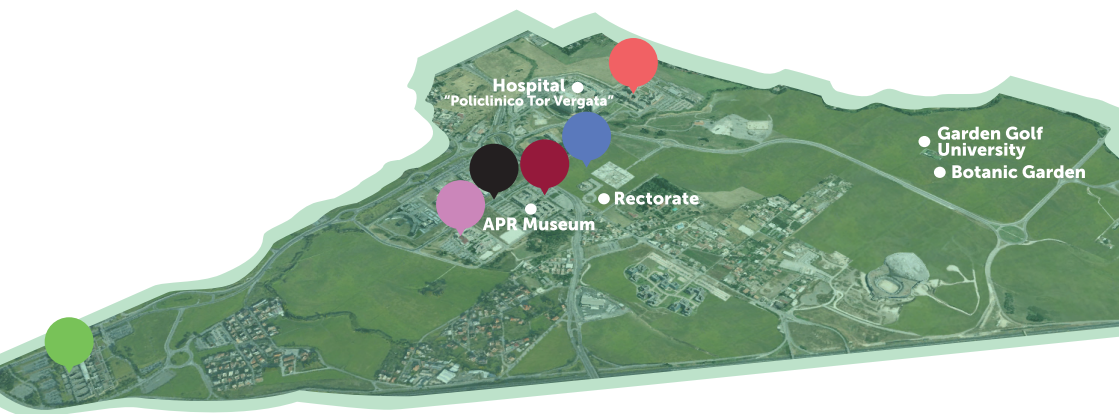 Hospital
"Policlinico Tor Vergata"
Garden Golf
University
Botanic Garden
Rectorate
APR Museum